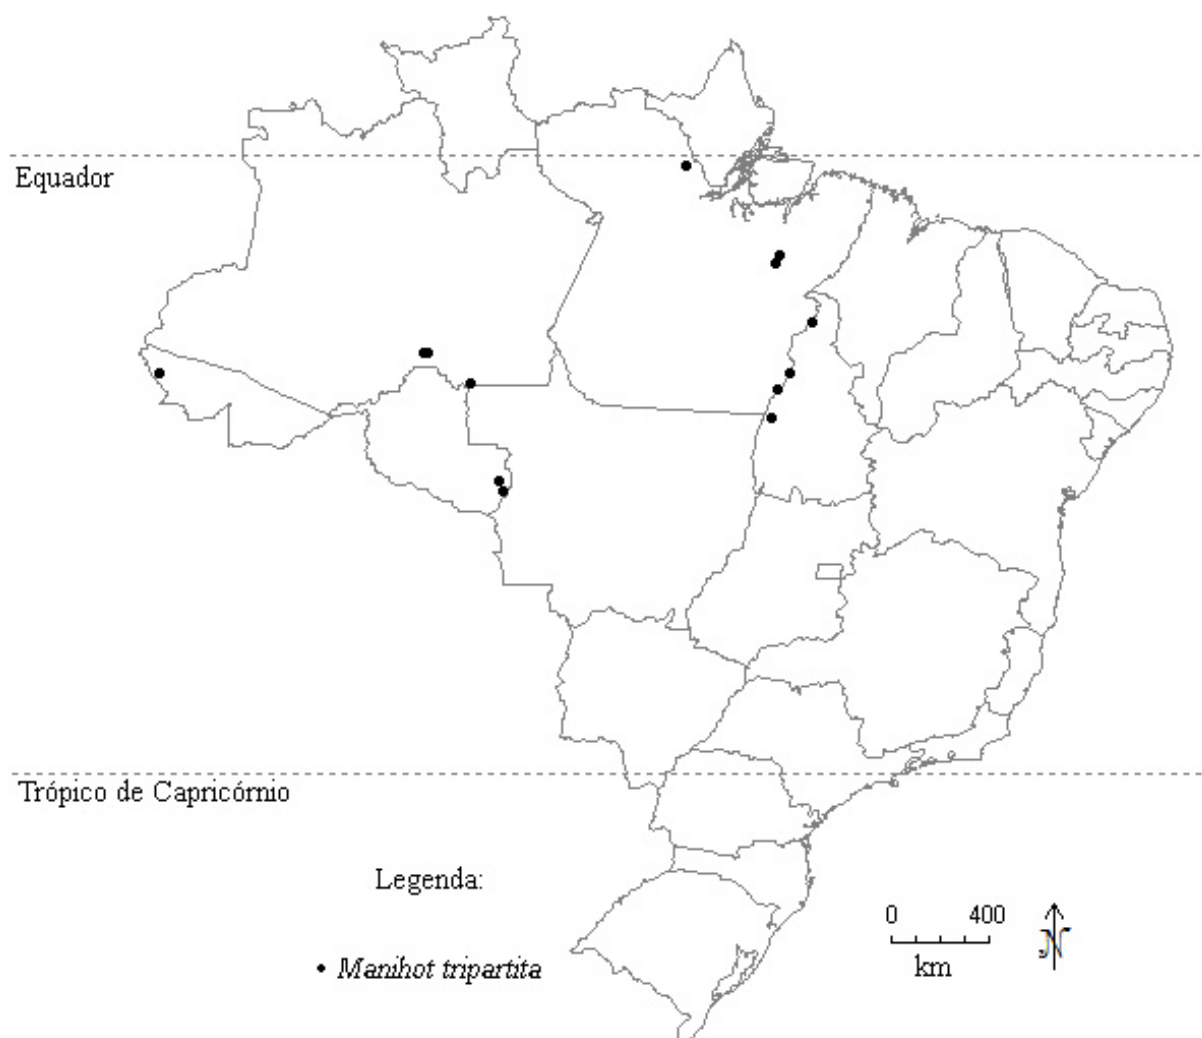 Equador
Trópico de Capricórnio
Legenda:
• Manihot tripartita
0 400
km
N